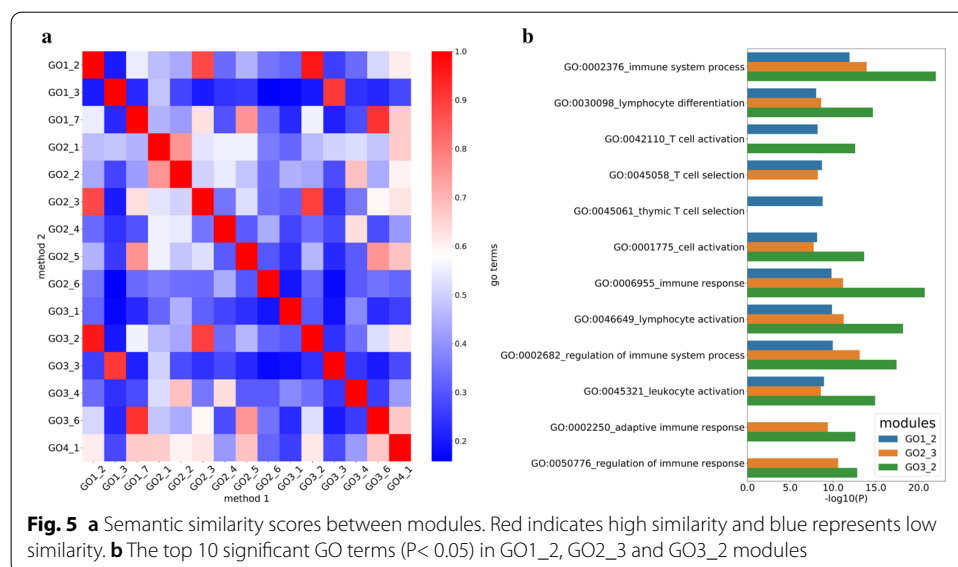 a
GO1_2
GO1_3
GO1_7
GO2_1
GO2_2
GO2_3
GO2_4
GO2_5
GO2_6
GO3_1
GO3_2
GO3_3
GO3_4
GO3_6
GO4_1
method 2
GO1_2
GO1_3
GO1_7
GO2_1
GO2_2
GO2_3
GO2_4
GO2_5
GO2_6
GO3_1
GO3_2
GO3_3
GO3_4
GO3_6
GO4_1
method 1
1.0
0.9
0.8
0.7
0.6
0.5
0.4
0.3
0.2
b
go terms
GO:0002376_immune system process
GO:0030098_lymphocyte differentiation
GO:0042110_T cell activation
GO:0045058_T cell selection
GO:0045061_thymic T cell selection
GO:0001775_cell activation
GO:0006955_immune response
GO:0046649_lymphocyte activation
GO:0002682_regulation of immune system process
GO:0045321_leukocyte activation
GO:0002250_adaptive immune response
GO:0050776_regulation of immune response
modules
GO1_2
GO2_3
GO3_2
0.0 5.0 10.0 15.0 20.0
-log10(P)
Fig. 5 a Semantic similarity scores between modules. Red indicates high similarity and blue represents low
similarity. b The top 10 significant GO terms (P< 0.05) in GO1_2, GO2_3 and GO3_2 modules